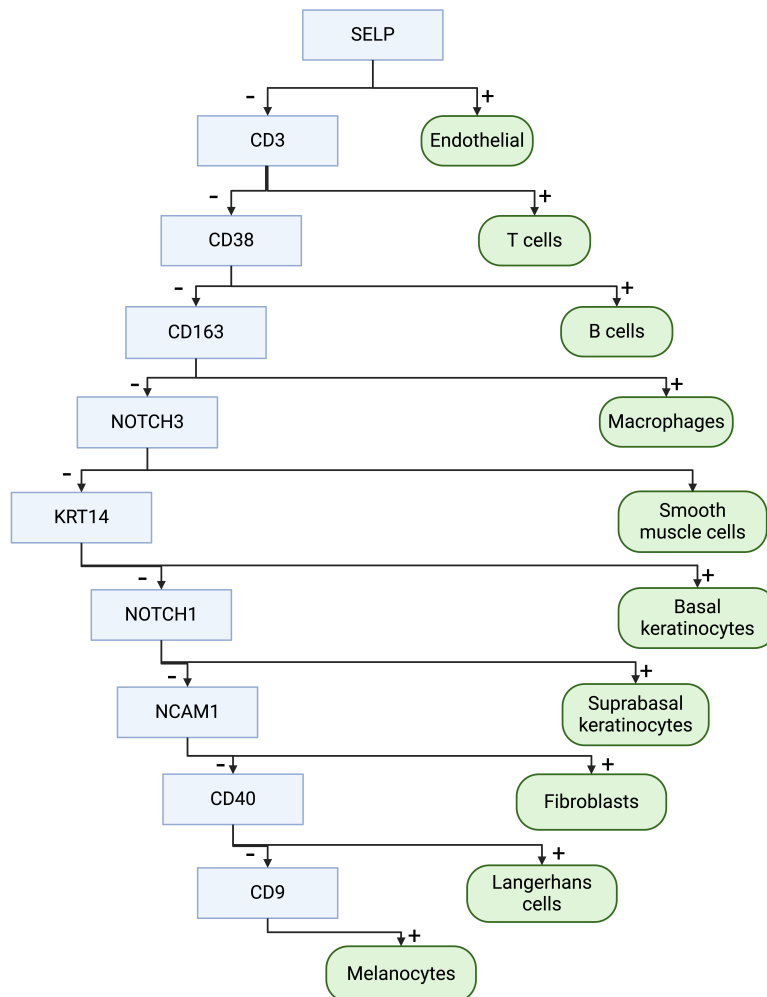 SELP
-
+
CD3
Endothelial
-
+
CD38
T cells
-
+
CD163
B cells
-
+
NOTCH3
Macrophages
-
KRT14
Smooth
muscle cells
-
+
NOTCH1
Basal
keratinocytes
-
+
NCAM1
Suprabasal
keratinocytes
-
+
CD40
Fibroblasts
-
+
CD9
Langerhans
cells
+
Melanocytes